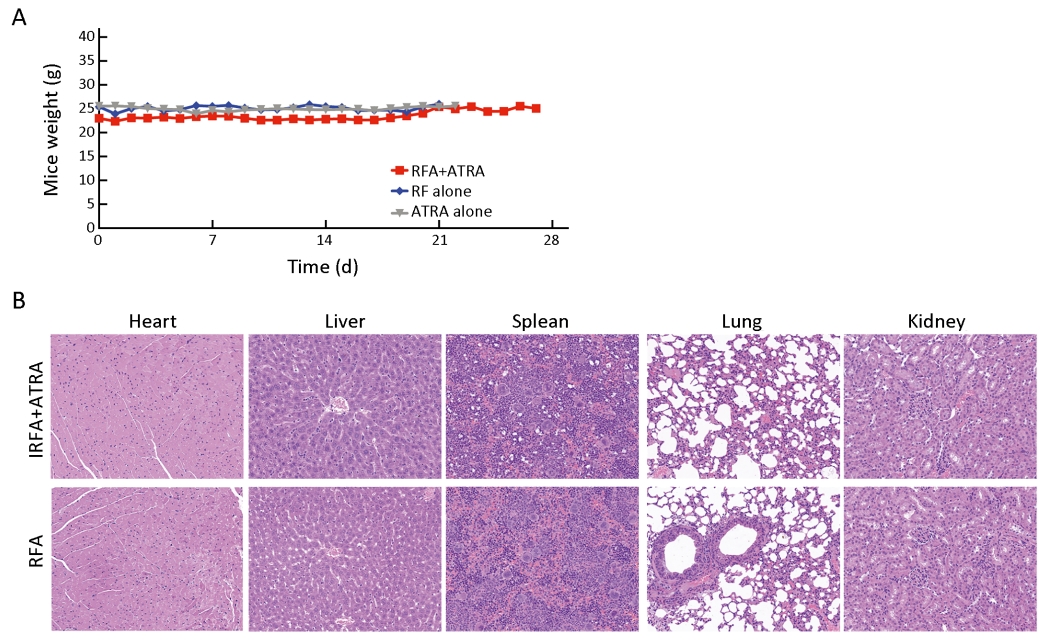 A
Mice weight (g)
40
35
30
25
20
15
10
5
0
0 7 14 21 28
Time (d)
RFA+ATRA
RF alone
ATRA alone
B
Heart Liver Splean Lung Kidney
IRFA+ATRA
RFA